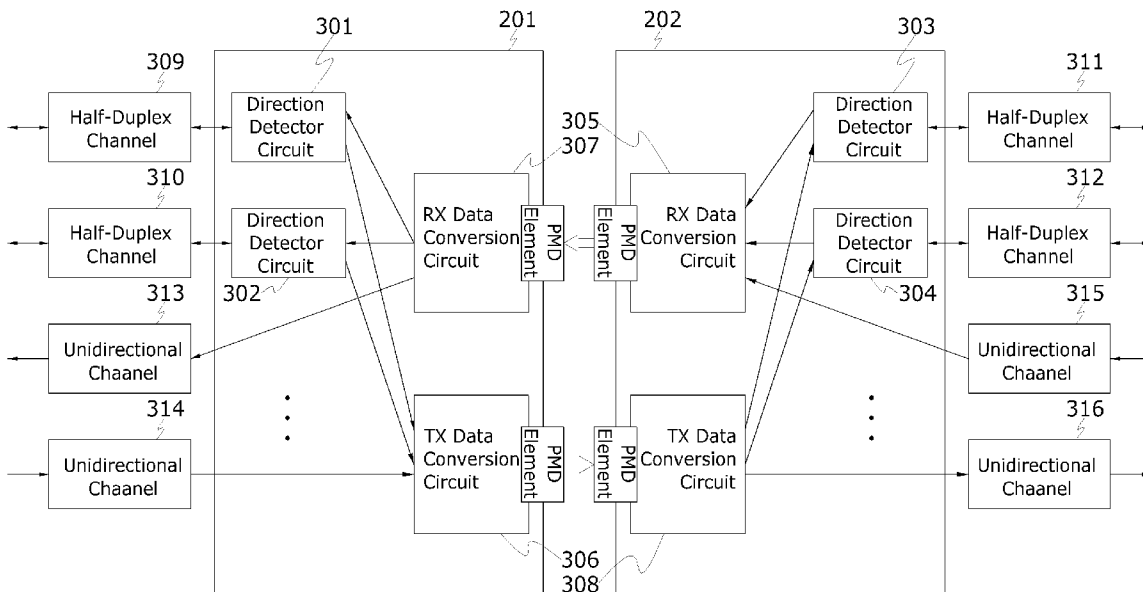 301
201
202
303
309
311
Half-Duplex
Channel
Direction
Detector
Circuit
305
307
Direction
Detector
Circuit
Half-Duplex
Channel
310
312
Half-Duplex
Channel
Direction
Detector
Circuit
302
RX Data
Conversion
Circuit
PMD
Element
PMD
Element
RX Data
Conversion
Circuit
Direction
Detector
Circuit
304
Half-Duplex
Channel
313
315
Unidirectional
Chaanel
Unidirectional
Chaanel
314
316
Unidirectional
Channel
TX Data
Conversion
Circuit
PMD
Element
PMD
Element
TX Data
Conversion
Circuit
Unidirectional
Channel
306
308